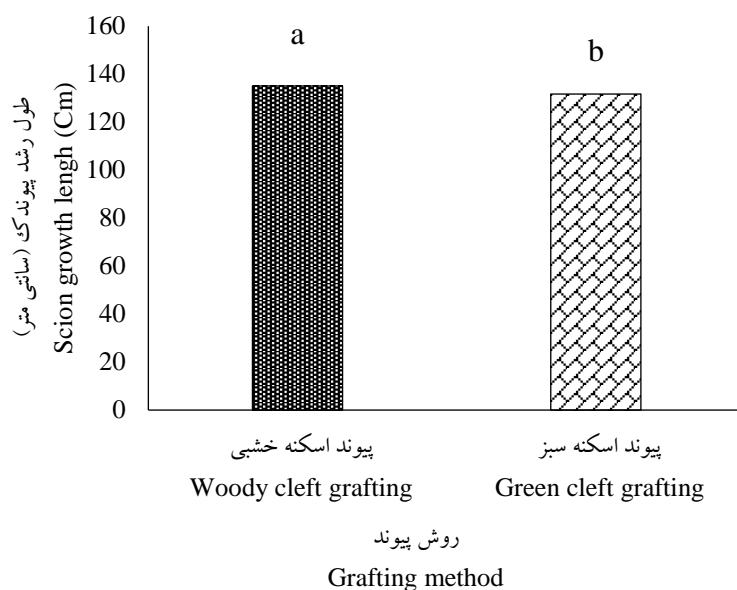 160
140
120
100
80
60
40
20
0
طول رشد پیوندک (سانتی متر)
Scion growth lengh (Cm)
a
b
پیوند اسکنه خشبی
Woody cleft grafting
پیوند اسکنه سبز
Green cleft grafting
روش پیوند
Grafting method